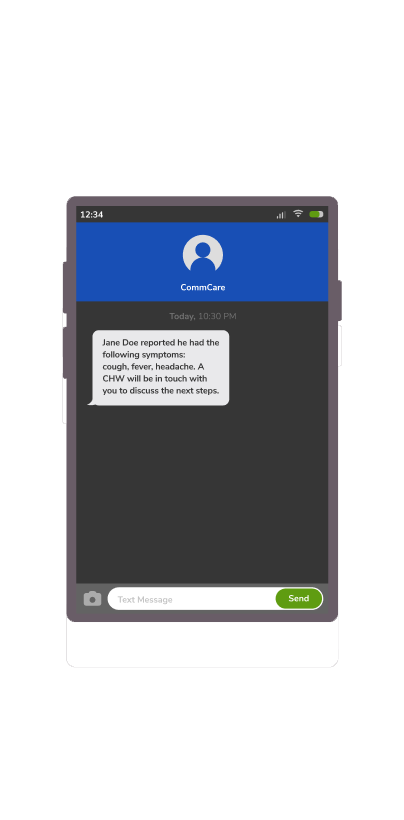 12:34
CommCare
Today, 10:30 PM
Jane Doe reported he had the
following symptoms:
cough, fever, headache. A
CHW will be in touch with
you to discuss the next steps.
Text Message
Send